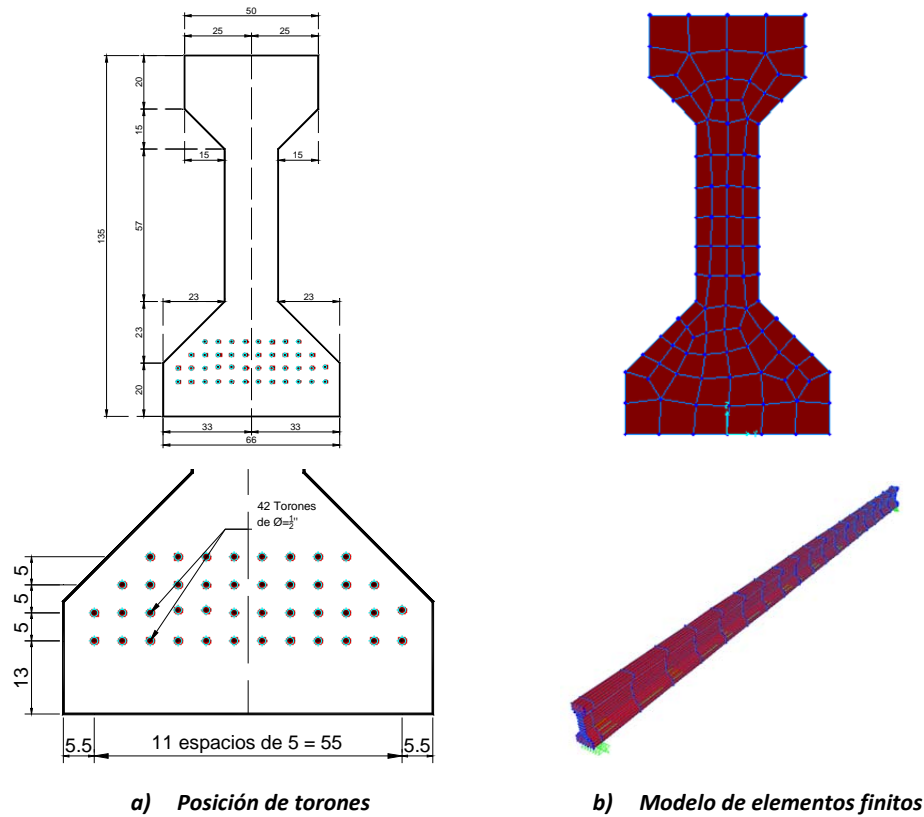 50
25 25
20
15
15 15
57
135
23 23
23
20
33 33
66
Z
42 Torones
de Ø=½"
5
5
5
13
5.5 11 espacios de 5 = 55 5.5
a) Posición de torones
b) Modelo de elementos finitos